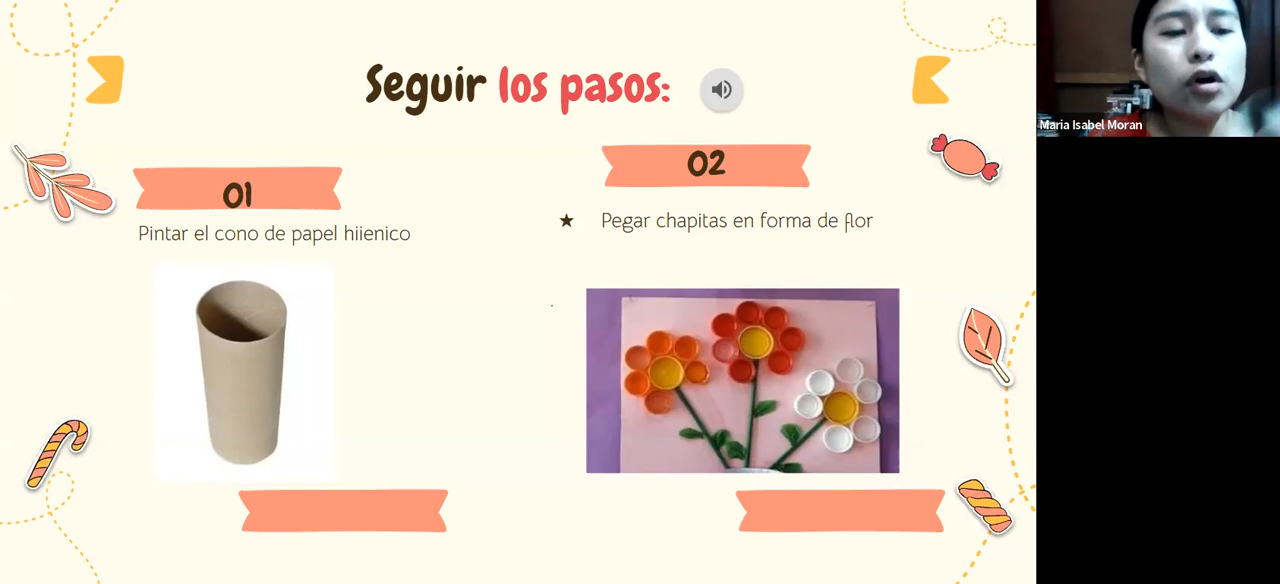 Seguir los pasos:
01
Pintar el cono de papel hiienico
02
★ Pegar chapitas en forma de flor
Maria Isabel Moran